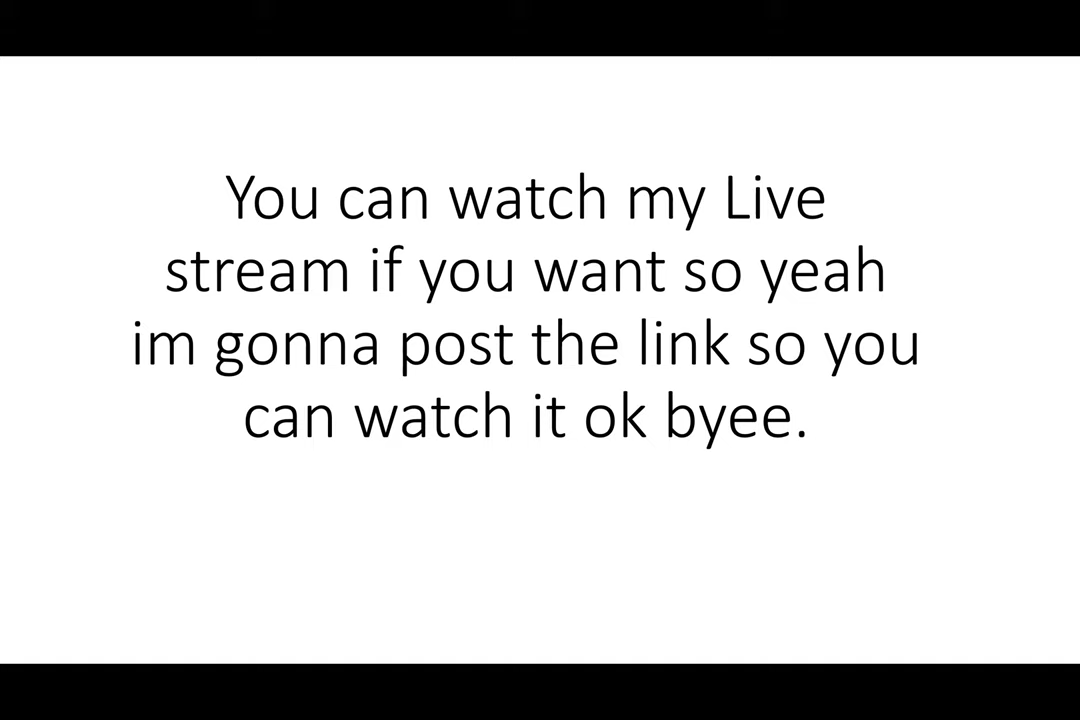 You can watch my Live
stream if you want so yeah
im gonna post the link so you
can watch it ok byee.